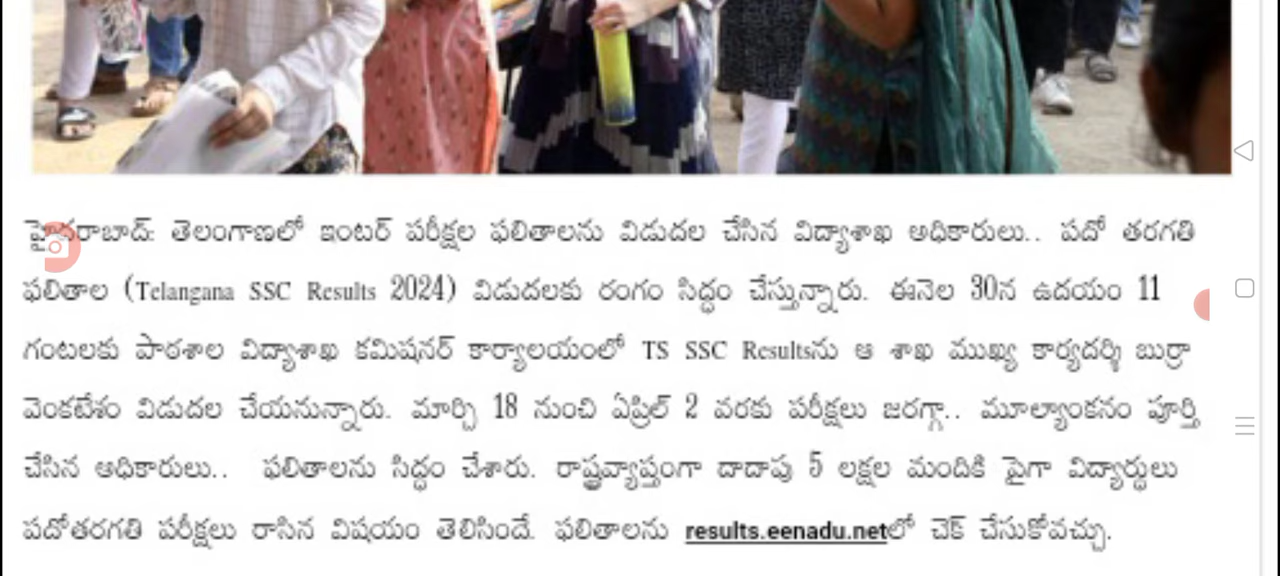 హైదరాబాద్: తెలంగాణలో ఇంటర్ పరీక్షల ఫలితాలను విడుదల చేసిన విద్యాశాఖ అధికారులు.. పదో తరగతి
ఫలితాల (Telangana SSC Results 2024) విడుదలకు రంగం సిద్ధం చేస్తున్నారు. ఈనెల 30న ఉదయం 11
గంటలకు పాఠశాల విద్యాశాఖ కమిషనర్ కార్యాలయంలో TS SSC Resultsను ఆ శాఖ ముఖ్య కార్యదర్శి బుర్రా
వెంకటేశం విడుదల చేయనున్నారు. మార్చి 18 నుంచి ఏప్రిల్ 2 వరకు పరీక్షలు జరగ్గా.. మూల్యాంకనం పూర్తి
చేసిన అధికారులు.. ఫలితాలను సిద్ధం చేశారు. రాష్ట్రవ్యాప్తంగా దాదాపు 5 లక్షల మందికి పైగా విద్యార్థులు
పదోతరగతి పరీక్షలు రాసిన విషయం తెలిసిందే. ఫలితాలను results.eenadu.netలో చెక్ చేసుకోవచ్చు.